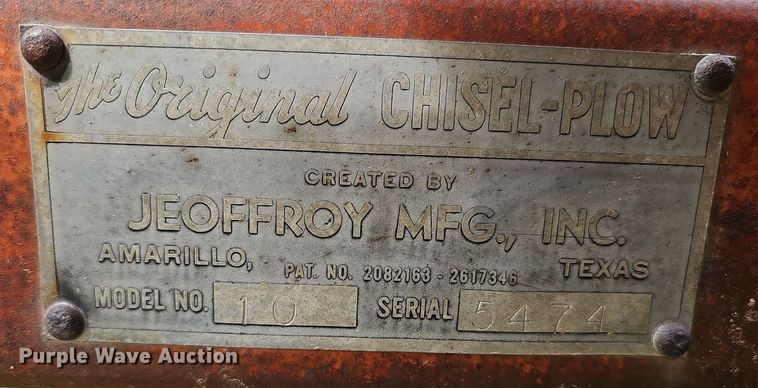 The Original CHISEL-PLOW
CREATED BY
JEOFFROY MFG., INC.
AMARILLO, TEXAS
PAT. NO. 2082163 - 2617346
MODEL NO. 10 SERIAL 5474
Purple Wave Auction